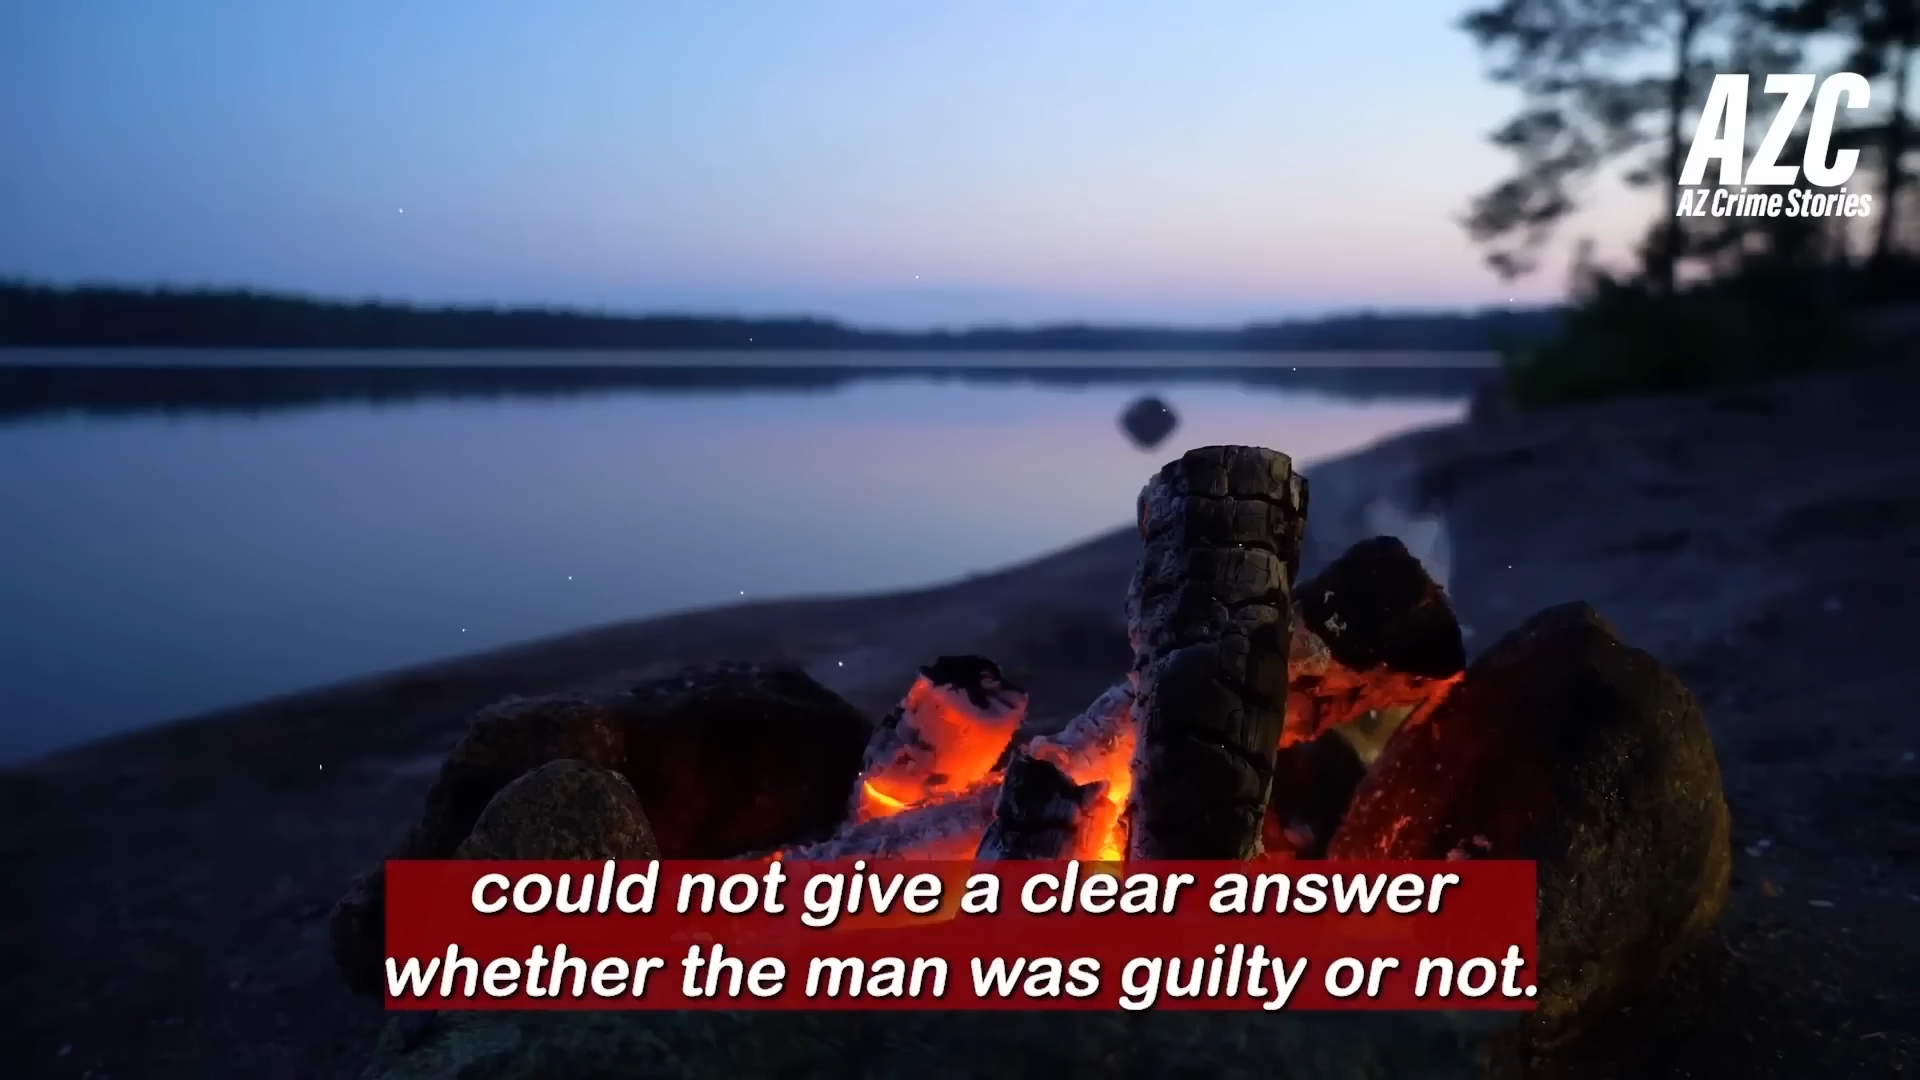 AZC
AZ Crime Stories
could not give a clear answer
whether the man was guilty or not.